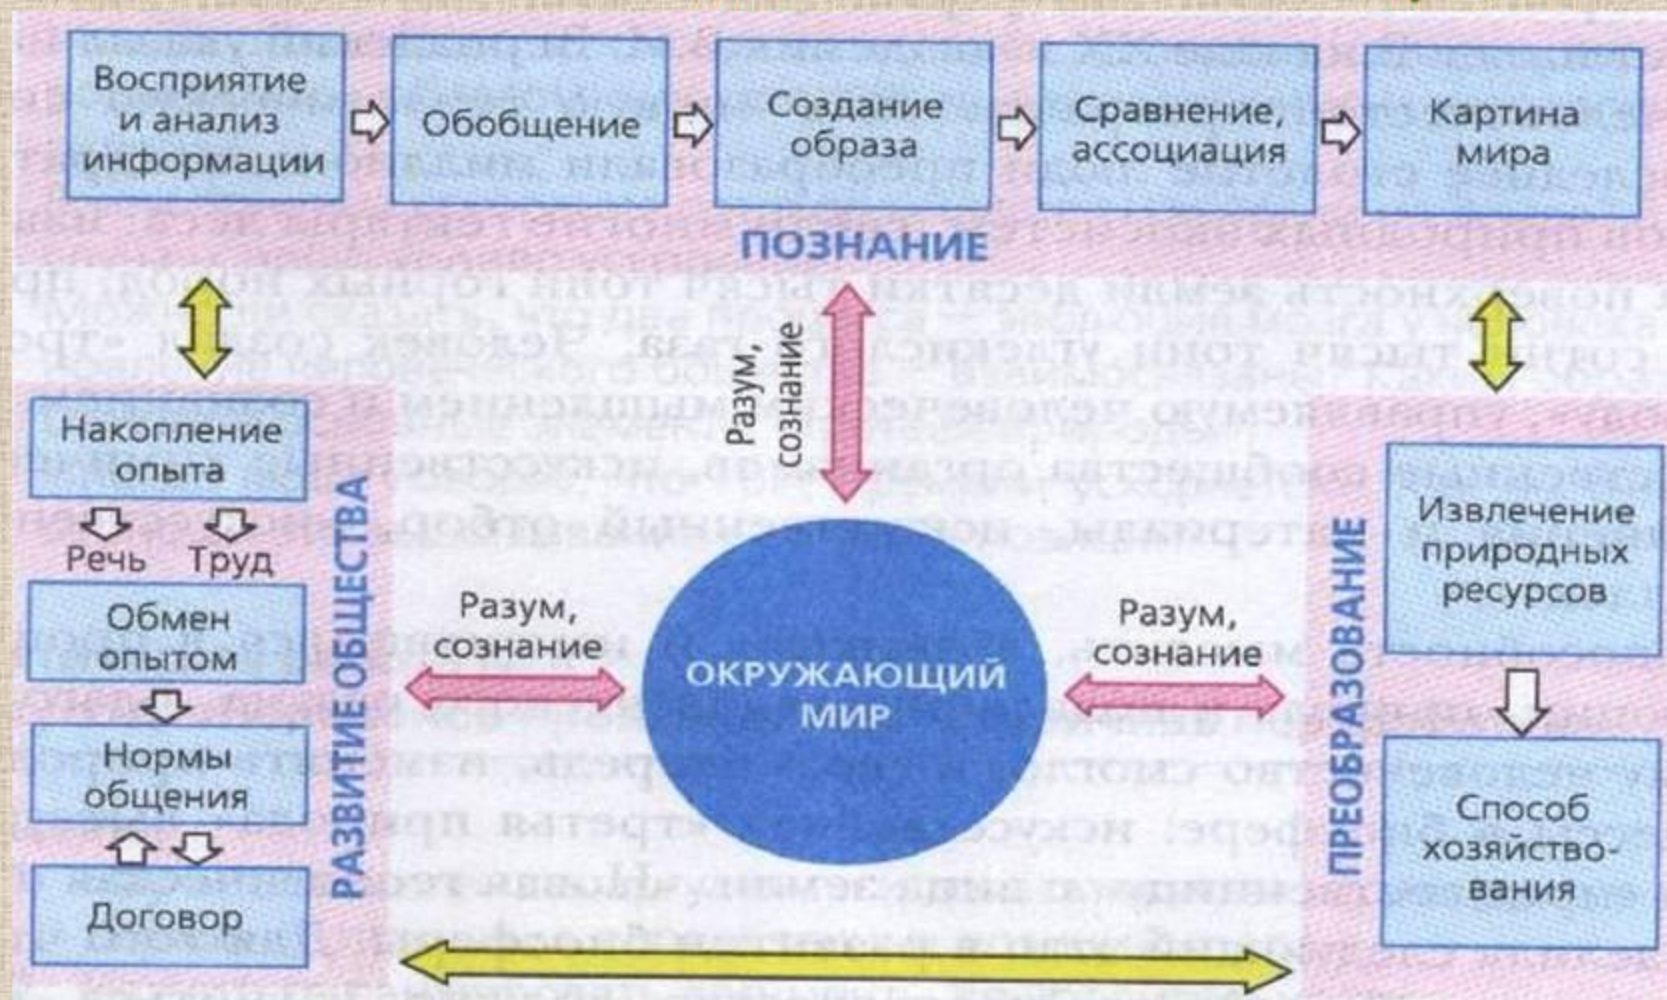 Восприятие
и анализ
информации
Обобщение
Создание
образа
Сравнение,
ассоциация
Картина
мира
ПОЗНАНИЕ
Разум,
сознание
Накопление
опыта
Речь
Труд
Обмен
опытом
Нормы
общения
Договор
РАЗВИТИЕ ОБЩЕСТВА
Разум,
сознание
ОКРУЖАЮЩИЙ
МИР
Разум,
сознание
ПРЕОБРАЗОВАНИЕ
Извлечение
природных
ресурсов
Способ
хозяйство-
вания